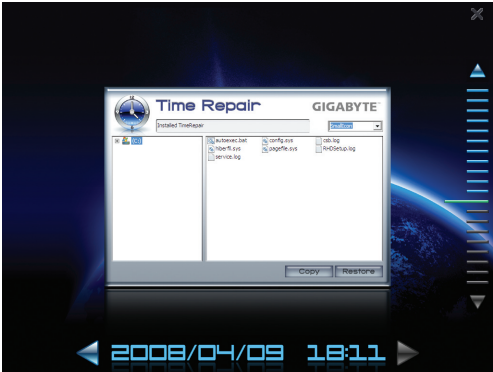 Time Repair
GIGABYTE
Installed TimeRepair
autoexec.bat config.sys csb.log
hiberfil.sys pagefile.sys RHDSetup.log
service.log
Copy Restore
2008/04/09 18:11